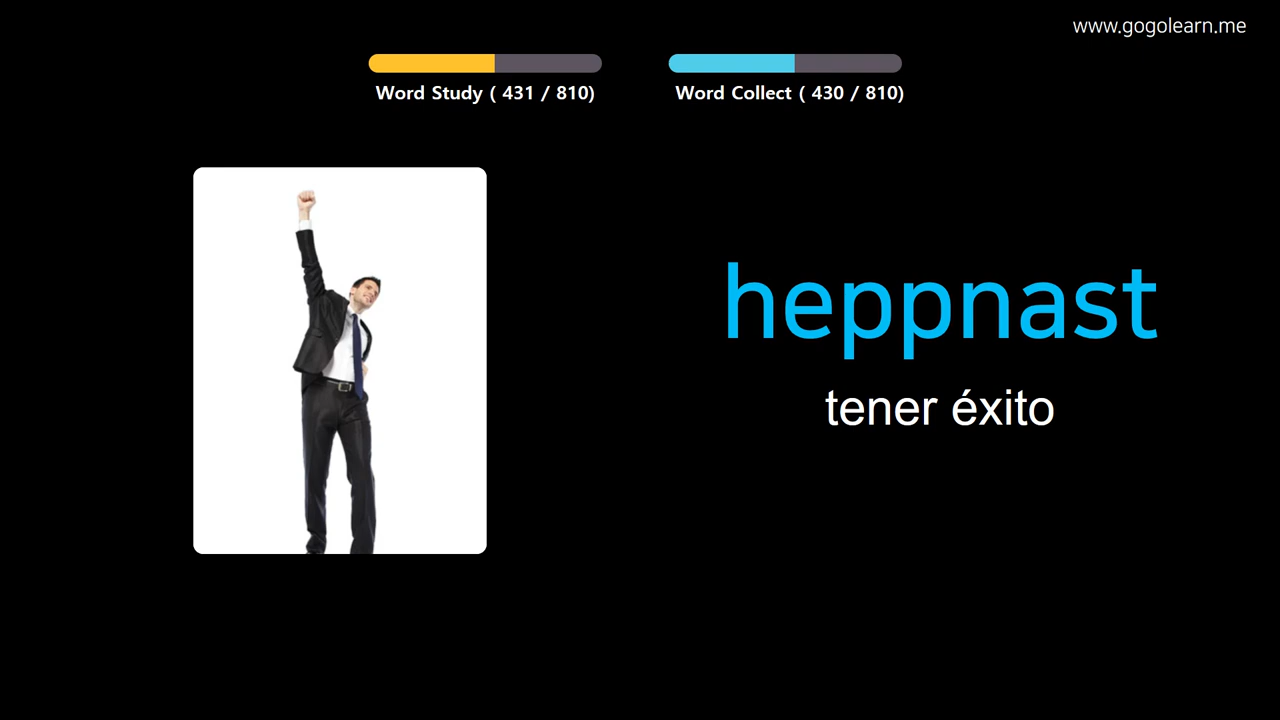 www.gogolearn.me
Word Study ( 431 / 810)
Word Collect ( 430 / 810)
heppnast
tener éxito